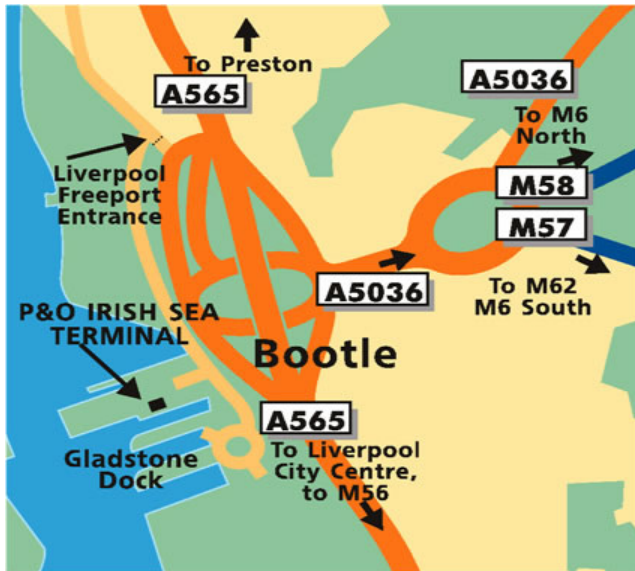 To Preston
A565
A5036
To M6
North
Liverpool
Freeport
Entrance
M58
M57
A5036
To M62
M6 South
P&O IRISH SEA
TERMINAL
Bootle
A565
Gladstone
Dock
To Liverpool
City Centre,
to M56